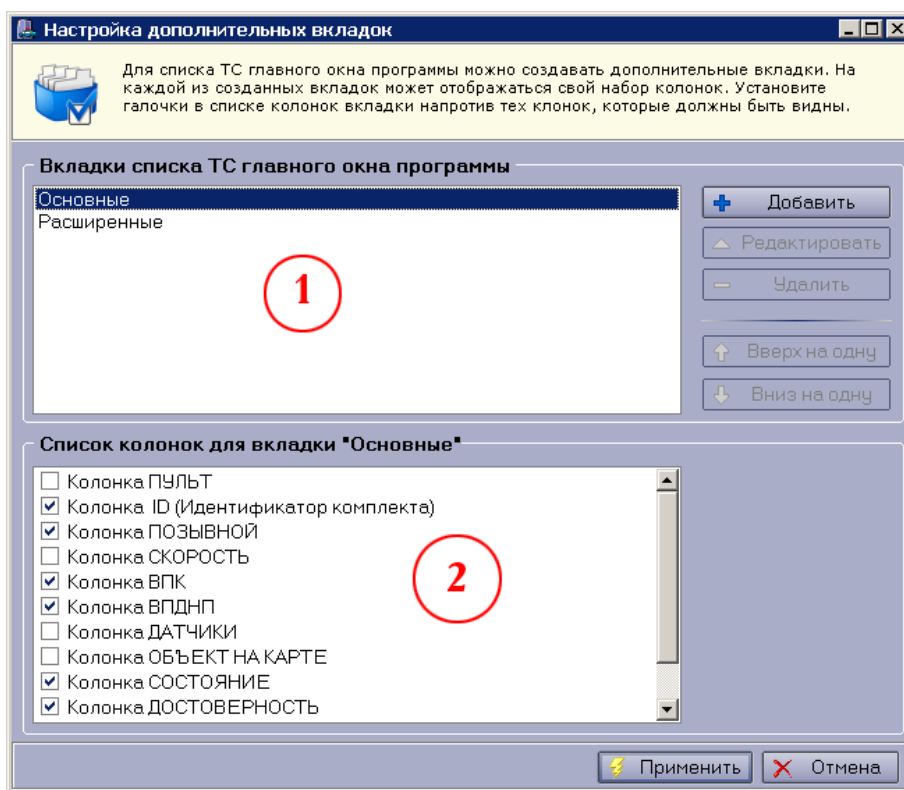 Настройка дополнительных вкладок
Для списка ТС главного окна программы можно создавать дополнительные вкладки. На
каждой из созданных вкладок может отображаться свой набор колонок. Установите
галочки в списке колонок вкладки напротив тех клонок, которые должны быть видны.
Вкладки списка ТС главного окна программы
Основные
Расширенные
1
Добавить
Редактировать
Удалить
Вверх на одну
Вниз на одну
Список колонок для вкладки "Основные"
Колонка ПУЛЬТ
Колонка ID (Идентификатор комплекта)
Колонка ПОЗЫВНОЙ
Колонка СКОРОСТЬ
Колонка ВПК
Колонка ВПДНП
Колонка ДАТЧИКИ
Колонка ОБЪЕКТ НА КАРТЕ
Колонка СОСТОЯНИЕ
Колонка ДОСТОВЕРНОСТЬ
2
Применить
Отмена